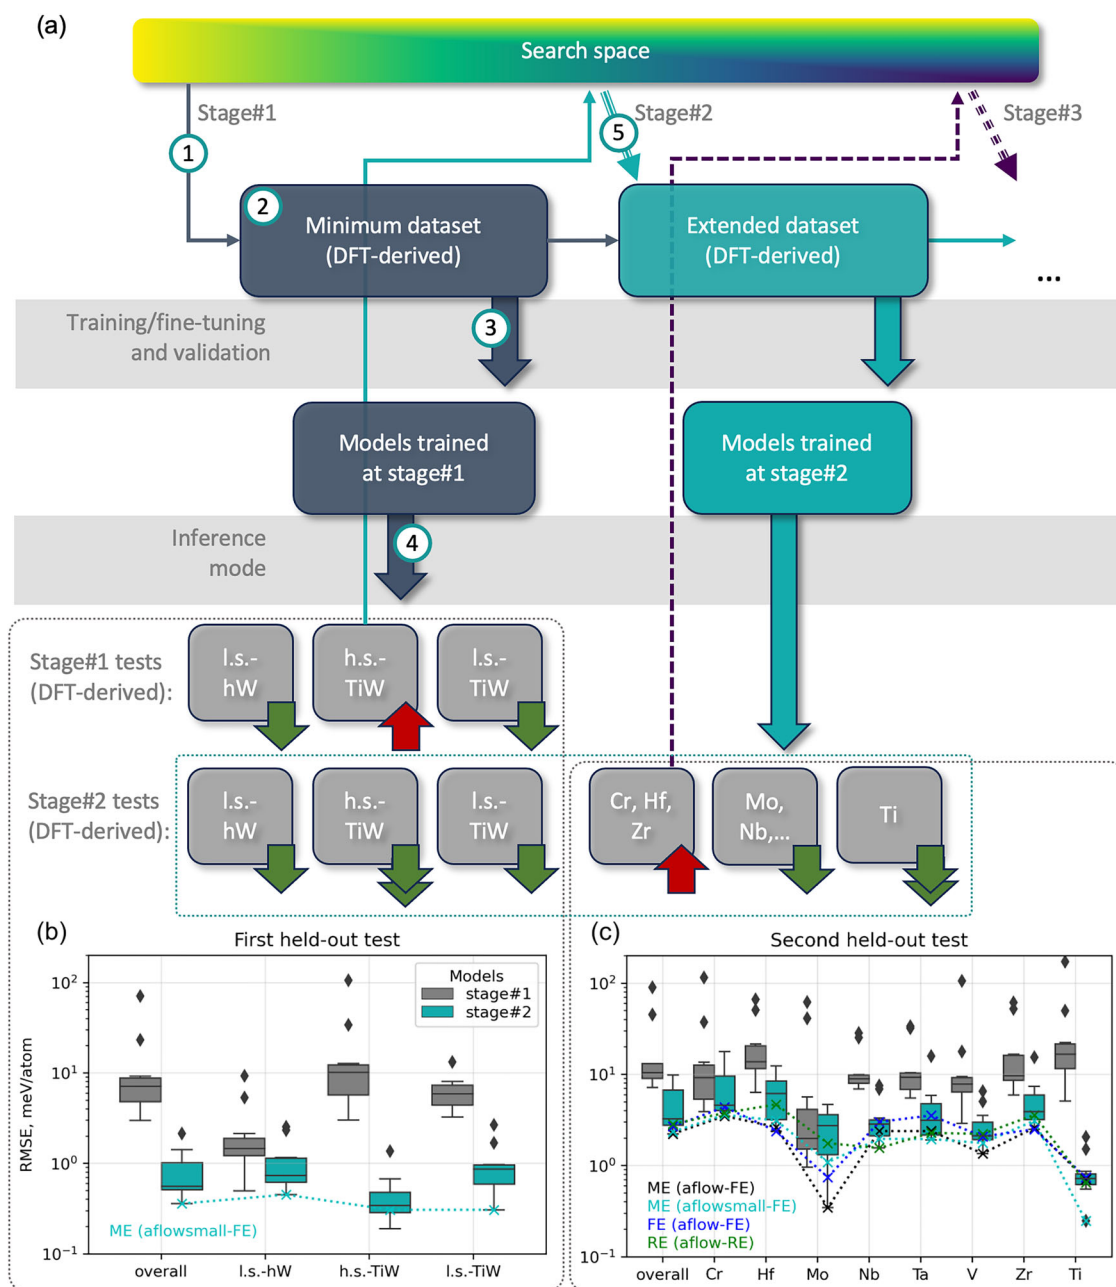 (a)
Search space
Stage#1
Stage#2
Stage#3
1
5
2
Minimum dataset
(DFT-derived)
Extended dataset
(DFT-derived)
...
Training/fine-tuning
and validation
3
Models trained
at stage#1
Models trained
at stage#2
Inference
mode
4
Stage#1 tests
(DFT-derived):
l.s.-
hW
h.s.-
TiW
l.s.-
TiW
Stage#2 tests
(DFT-derived):
l.s.-
hW
h.s.-
TiW
l.s.-
TiW
Cr, Hf,
Zr
Mo,
Nb,...
Ti
(b)
First held-out test
Models
stage#1
stage#2
RMSE, meV/atom
10²
10¹
10⁰
10⁻¹
ME (aflowsmall-FE)
overall
l.s.-hW
h.s.-TiW
l.s.-TiW
(c)
Second held-out test
10²
10¹
10⁰
10⁻¹
ME (aflow-FE)
ME (aflowsmall-FE)
FE (aflow-FE)
RE (aflow-RE)
overall
Cr
Hf
Mo
Nb
Ta
V
Zr
Ti